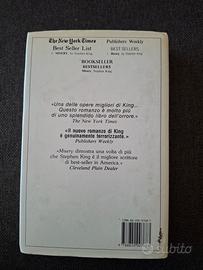 The New York Times
Best Seller List
1 MISERY, by Stephen King.
Publishers Weekly
BEST SELLERS
1 Misery, by Stephen King
BOOKSELLER
BESTSELLERS
Misery, Stephen King
«Una delle opere migliori di King...
Questo romanzo è molto più
di uno splendido libro dell'orrore.»
The New York Times
«Il nuovo romanzo di King
è genuinamente terrorizzante.»
Publishers Weekly
«Misery dimostra una volta di più
che Stephen King è il migliore scrittore
di best-seller in America.»
Cleveland Plain Dealer
subito